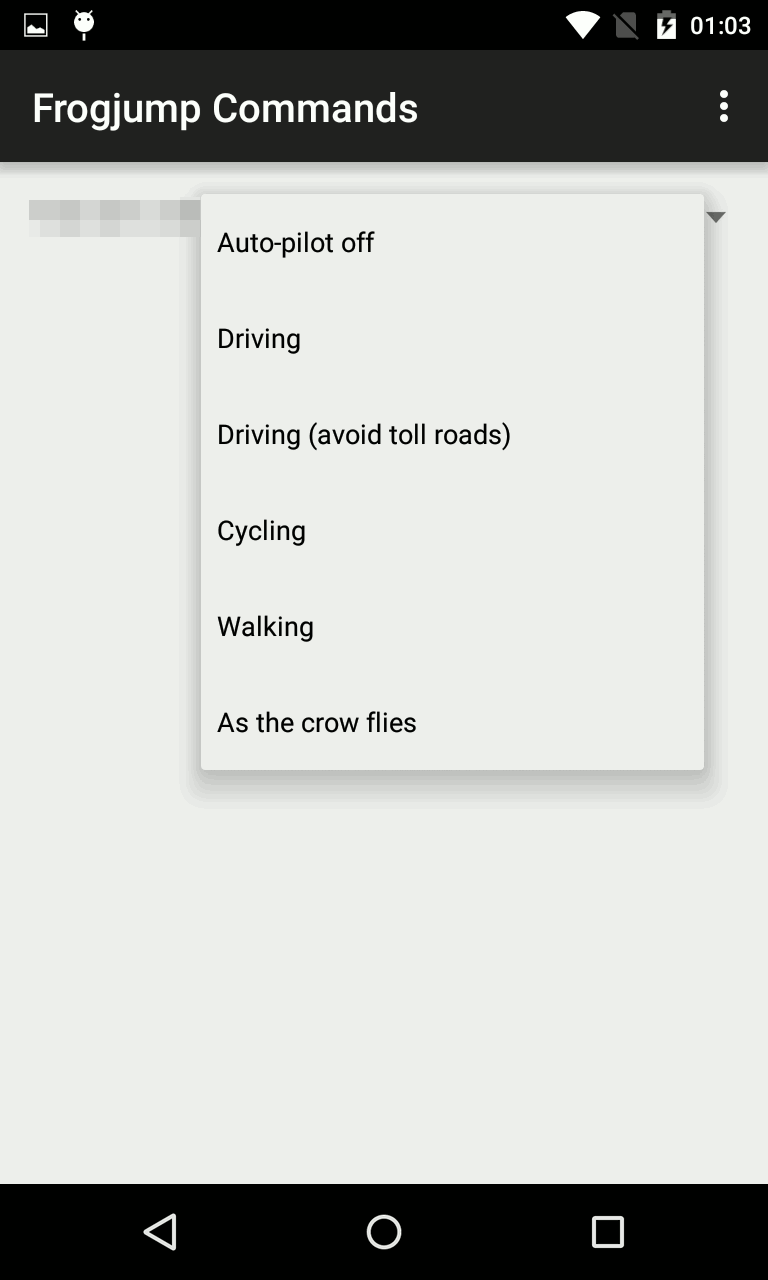 01:03
Frogjump Commands
Auto-pilot off
Driving
Driving (avoid toll roads)
Cycling
Walking
As the crow flies